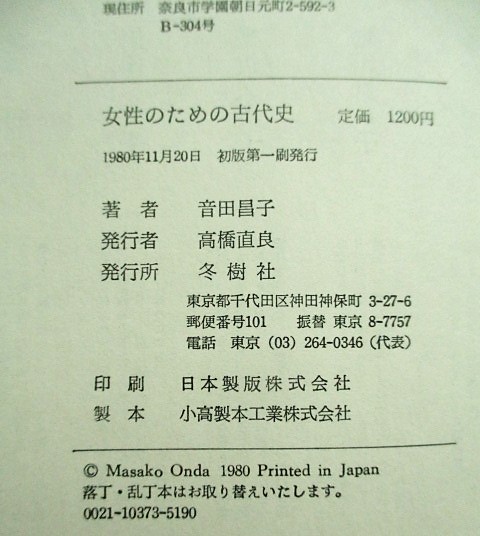 現住所　奈良市学園朝日元町2-592-3
B-304号
女性のための古代史　定価　1200円
1980年11月20日　初版第一刷発行
著　者　音田昌子
発行者　高橋直良
発行所　冬樹社
東京都千代田区神田神保町 3-27-6
郵便番号101　振替 東京 8-7757
電話　東京（03）264-0346（代表）
印　刷　日本製版株式会社
製　本　小高製本工業株式会社
© Masako Onda 1980 Printed in Japan
落丁・乱丁本はお取り替えいたします。
0021-10373-5190